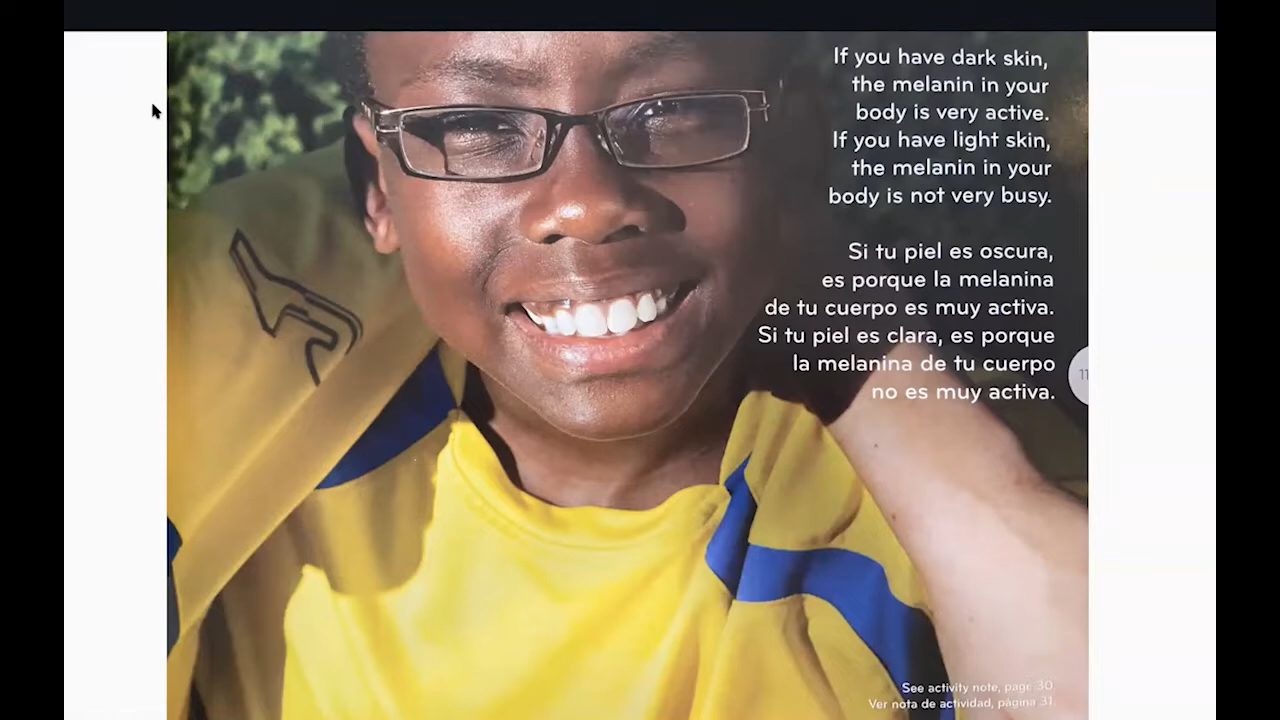 If you have dark skin,
the melanin in your
body is very active.
If you have light skin,
the melanin in your
body is not very busy.
Si tu piel es oscura,
es porque la melanina
de tu cuerpo es muy activa.
Si tu piel es clara, es porque
la melanina de tu cuerpo
no es muy activa.
11
See activity note, page 30.
Ver nota de actividad, página 31.